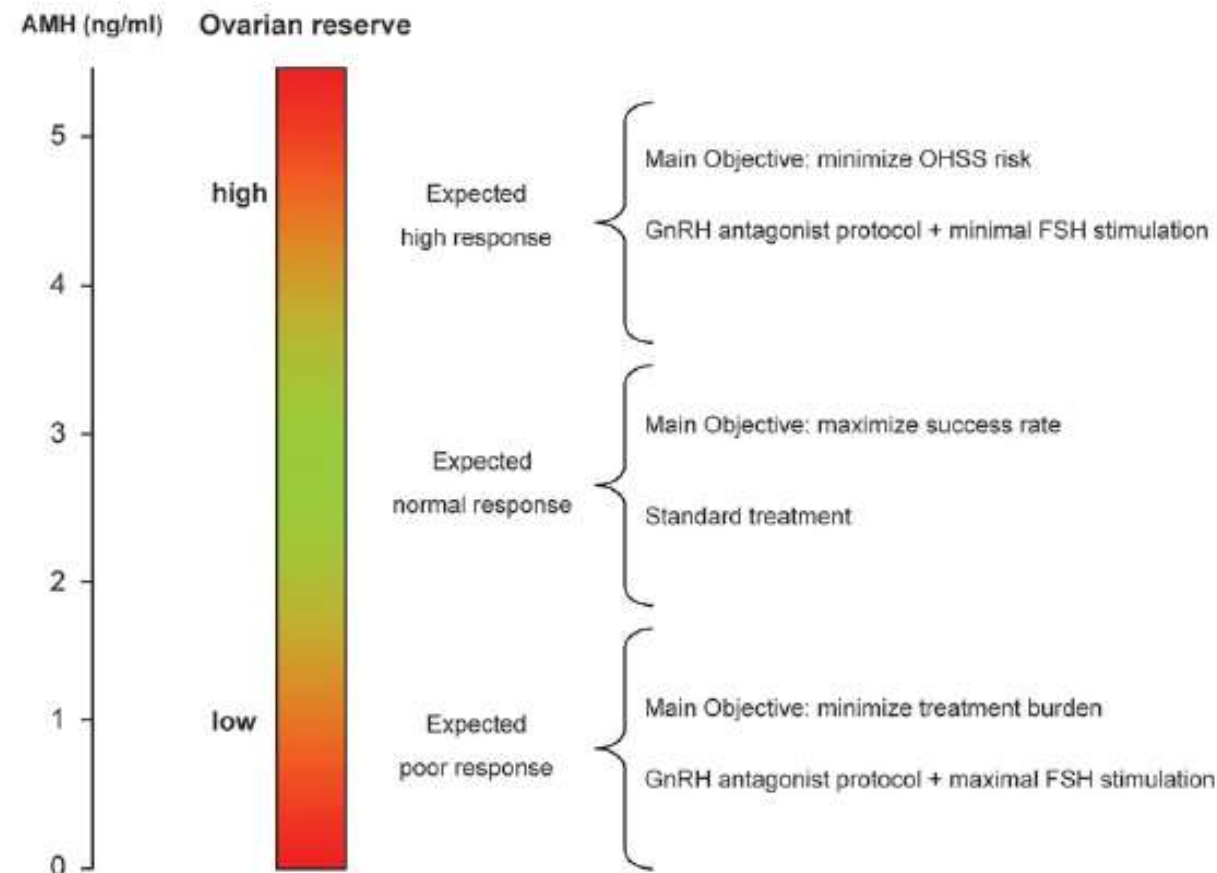 AMH (ng/ml) Ovarian reserve
5
high
Expected
high response
Main Objective: minimize OHSS risk
GnRH antagonist protocol + minimal FSH stimulation
4
3
Expected
normal response
Main Objective: maximize success rate
Standard treatment
2
1
low
Expected
poor response
Main Objective: minimize treatment burden
GnRH antagonist protocol + maximal FSH stimulation
0